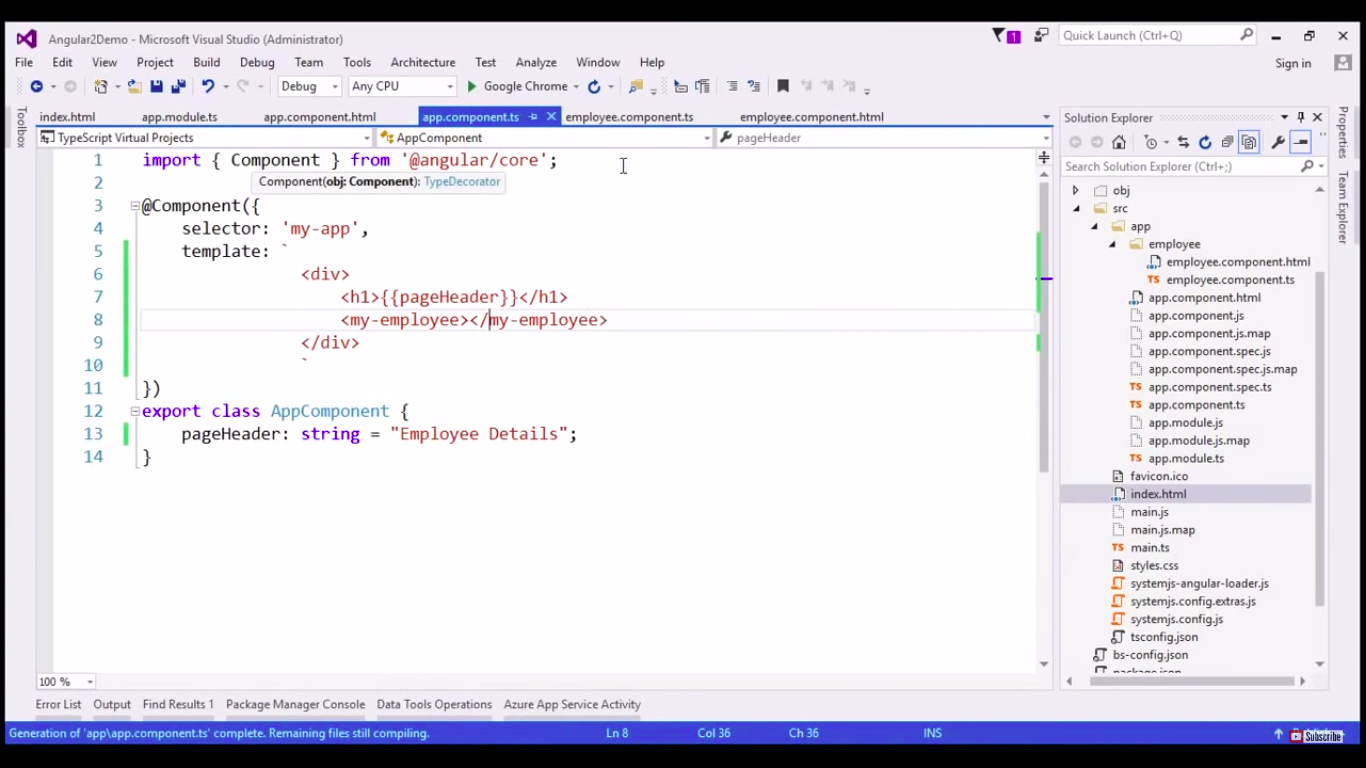 Angular2Demo - Microsoft Visual Studio (Administrator)
1
Quick Launch (Ctrl+Q)
File Edit View Project Build Debug Team Tools Architecture Test Analyze Window Help
Sign in
Debug Any CPU Google Chrome
Toolbox
index.html app.module.ts app.component.html app.component.ts employee.component.ts employee.component.html
TypeScript Virtual Projects AppComponent pageHeader
1 import { Component } from '@angular/core';
Component(obj: Component): TypeDecorator
2
3 @Component({
4 selector: 'my-app',
5 template: `
6 <div>
7 <h1>{{pageHeader}}</h1>
8 <my-employee></my-employee>
9 </div>
10 `
11 })
12 export class AppComponent {
13 pageHeader: string = "Employee Details";
14 }
100 %
Solution Explorer
Search Solution Explorer (Ctrl+;)
obj
src
app
employee
employee.component.html
employee.component.ts
app.component.html
app.component.js
app.component.js.map
app.component.spec.js
app.component.spec.js.map
TS app.component.spec.ts
TS app.component.ts
app.module.js
app.module.js.map
TS app.module.ts
favicon.ico
index.html
main.js
main.js.map
TS main.ts
styles.css
systemjs-angular-loader.js
systemjs.config.extras.js
systemjs.config.js
tsconfig.json
bs-config.json
package.json
Properties
Team Explorer
Error List Output Find Results 1 Package Manager Console Data Tools Operations Azure App Service Activity
Generation of 'app\app.component.ts' complete. Remaining files still compiling. Ln 8 Col 36 Ch 36 INS
Subscribe